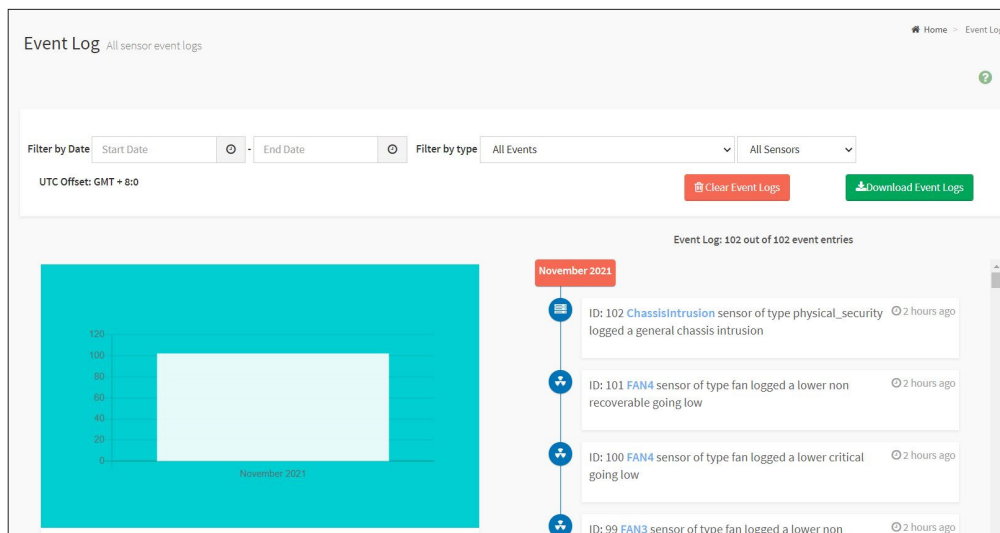 Event Log All sensor event logs
Home > Event Log
Filter by Date Start Date - End Date Filter by type All Events All Sensors
UTC Offset: GMT + 8:0
Clear Event Logs
Download Event Logs
Event Log: 102 out of 102 event entries
November 2021
ID: 102 ChassisIntrusion sensor of type physical_security
logged a general chassis intrusion
2 hours ago
ID: 101 FAN4 sensor of type fan logged a lower non
recoverable going low
2 hours ago
ID: 100 FAN4 sensor of type fan logged a lower critical
going low
2 hours ago
ID: 99 FAN3 sensor of type fan logged a lower non
2 hours ago
120
100
80
60
40
20
0
November 2021